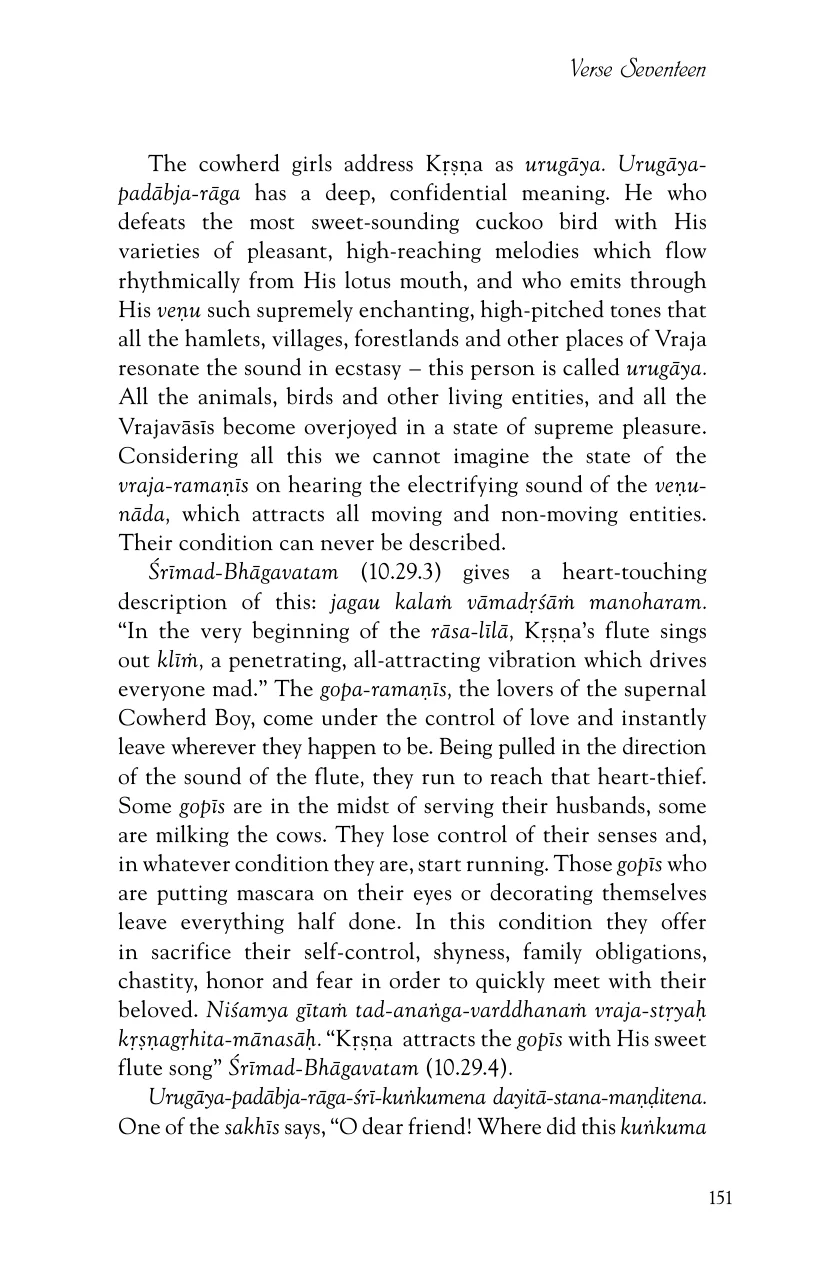 Verse Seventeen
The cowherd girls address Kṛṣṇa as urugāya. Urugāya-
padābja-rāga has a deep, confidential meaning. He who
defeats the most sweet-sounding cuckoo bird with His
varieties of pleasant, high-reaching melodies which flow
rhythmically from His lotus mouth, and who emits through
His veṇu such supremely enchanting, high-pitched tones that
all the hamlets, villages, forestlands and other places of Vraja
resonate the sound in ecstasy – this person is called urugāya.
All the animals, birds and other living entities, and all the
Vrajavāsīs become overjoyed in a state of supreme pleasure.
Considering all this we cannot imagine the state of the
vraja-ramaṇīs on hearing the electrifying sound of the veṇu-
nāda, which attracts all moving and non-moving entities.
Their condition can never be described.
Śrīmad-Bhāgavatam (10.29.3) gives a heart-touching
description of this: jagau kalaṁ vāmadṛśāṁ manoharam.
“In the very beginning of the rāsa-līlā, Kṛṣṇa’s flute sings
out klīṁ, a penetrating, all-attracting vibration which drives
everyone mad.” The gopa-ramaṇīs, the lovers of the supernal
Cowherd Boy, come under the control of love and instantly
leave wherever they happen to be. Being pulled in the direction
of the sound of the flute, they run to reach that heart-thief.
Some gopīs are in the midst of serving their husbands, some
are milking the cows. They lose control of their senses and,
in whatever condition they are, start running. Those gopīs who
are putting mascara on their eyes or decorating themselves
leave everything half done. In this condition they offer
in sacrifice their self-control, shyness, family obligations,
chastity, honor and fear in order to quickly meet with their
beloved. Niśamya gītaṁ tad-anaṅga-varddhanaṁ vraja-stṛyaḥ
kṛṣṇagṛhita-mānasāḥ. “Kṛṣṇa attracts the gopīs with His sweet
flute song” Śrīmad-Bhāgavatam (10.29.4).
Urugāya-padābja-rāga-śrī-kuṅkumena dayitā-stana-maṇḍitena.
One of the sakhīs says, “O dear friend! Where did this kuṅkuma
151